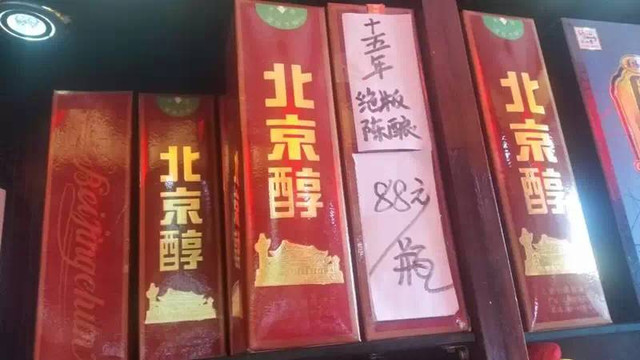 Beijingchun
北京醇
北京醇
十五年
绝版
陈酿
88元/瓶
北京醇